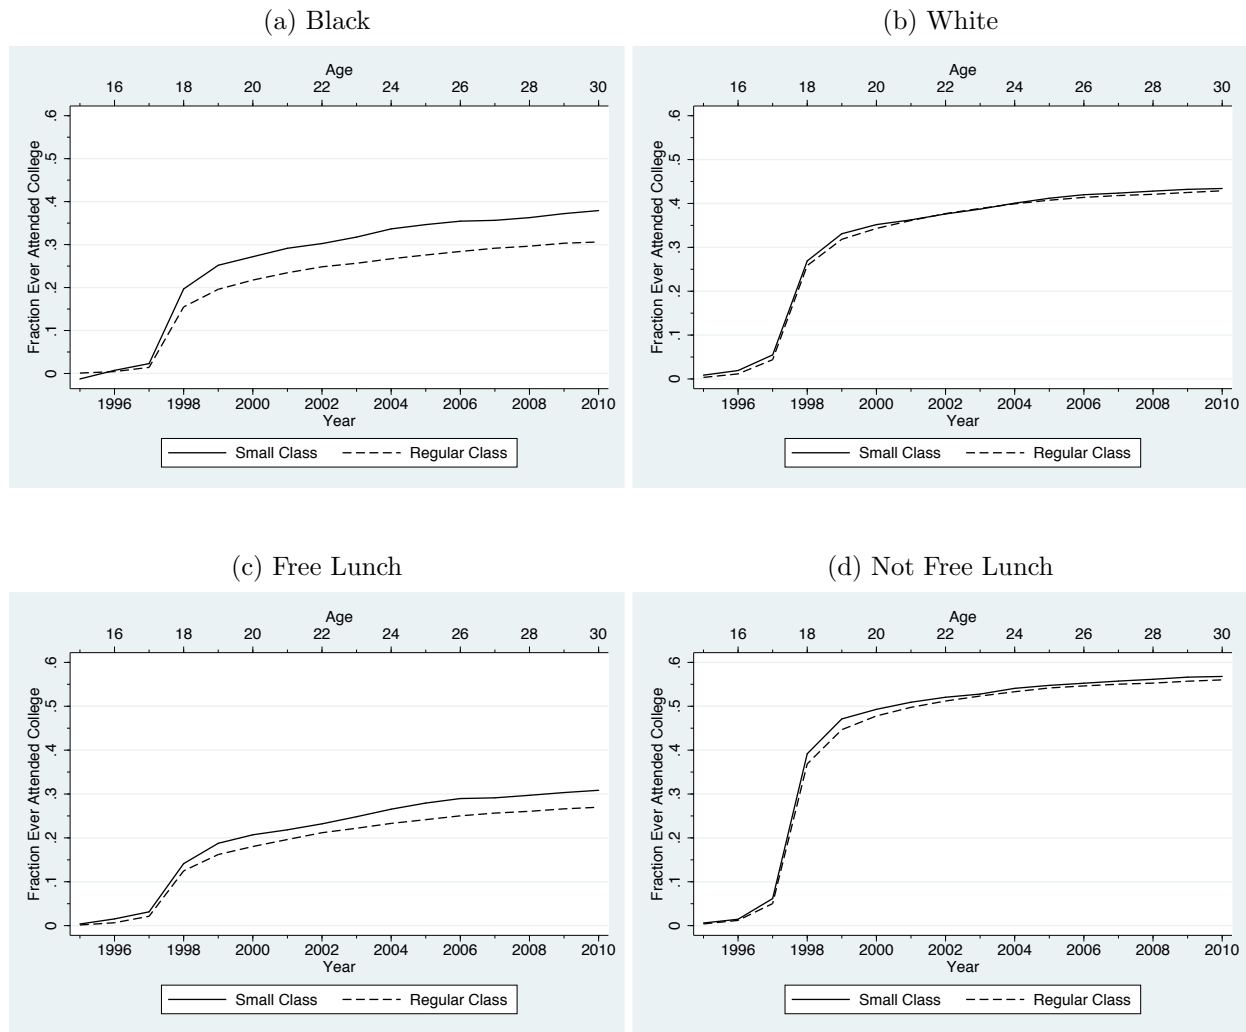 (a) Black
Age
16 18 20 22 24 26 28 30
Fraction Ever Attended College
.6
.5
.4
.3
.2
.1
0
1996 1998 2000 2002 2004 2006 2008 2010
Year
Small Class Regular Class
(b) White
Age
16 18 20 22 24 26 28 30
Fraction Ever Attended College
.6
.5
.4
.3
.2
.1
0
1996 1998 2000 2002 2004 2006 2008 2010
Year
Small Class Regular Class
(c) Free Lunch
Age
16 18 20 22 24 26 28 30
Fraction Ever Attended College
.6
.5
.4
.3
.2
.1
0
1996 1998 2000 2002 2004 2006 2008 2010
Year
Small Class Regular Class
(d) Not Free Lunch
Age
16 18 20 22 24 26 28 30
Fraction Ever Attended College
.6
.5
.4
.3
.2
.1
0
1996 1998 2000 2002 2004 2006 2008 2010
Year
Small Class Regular Class